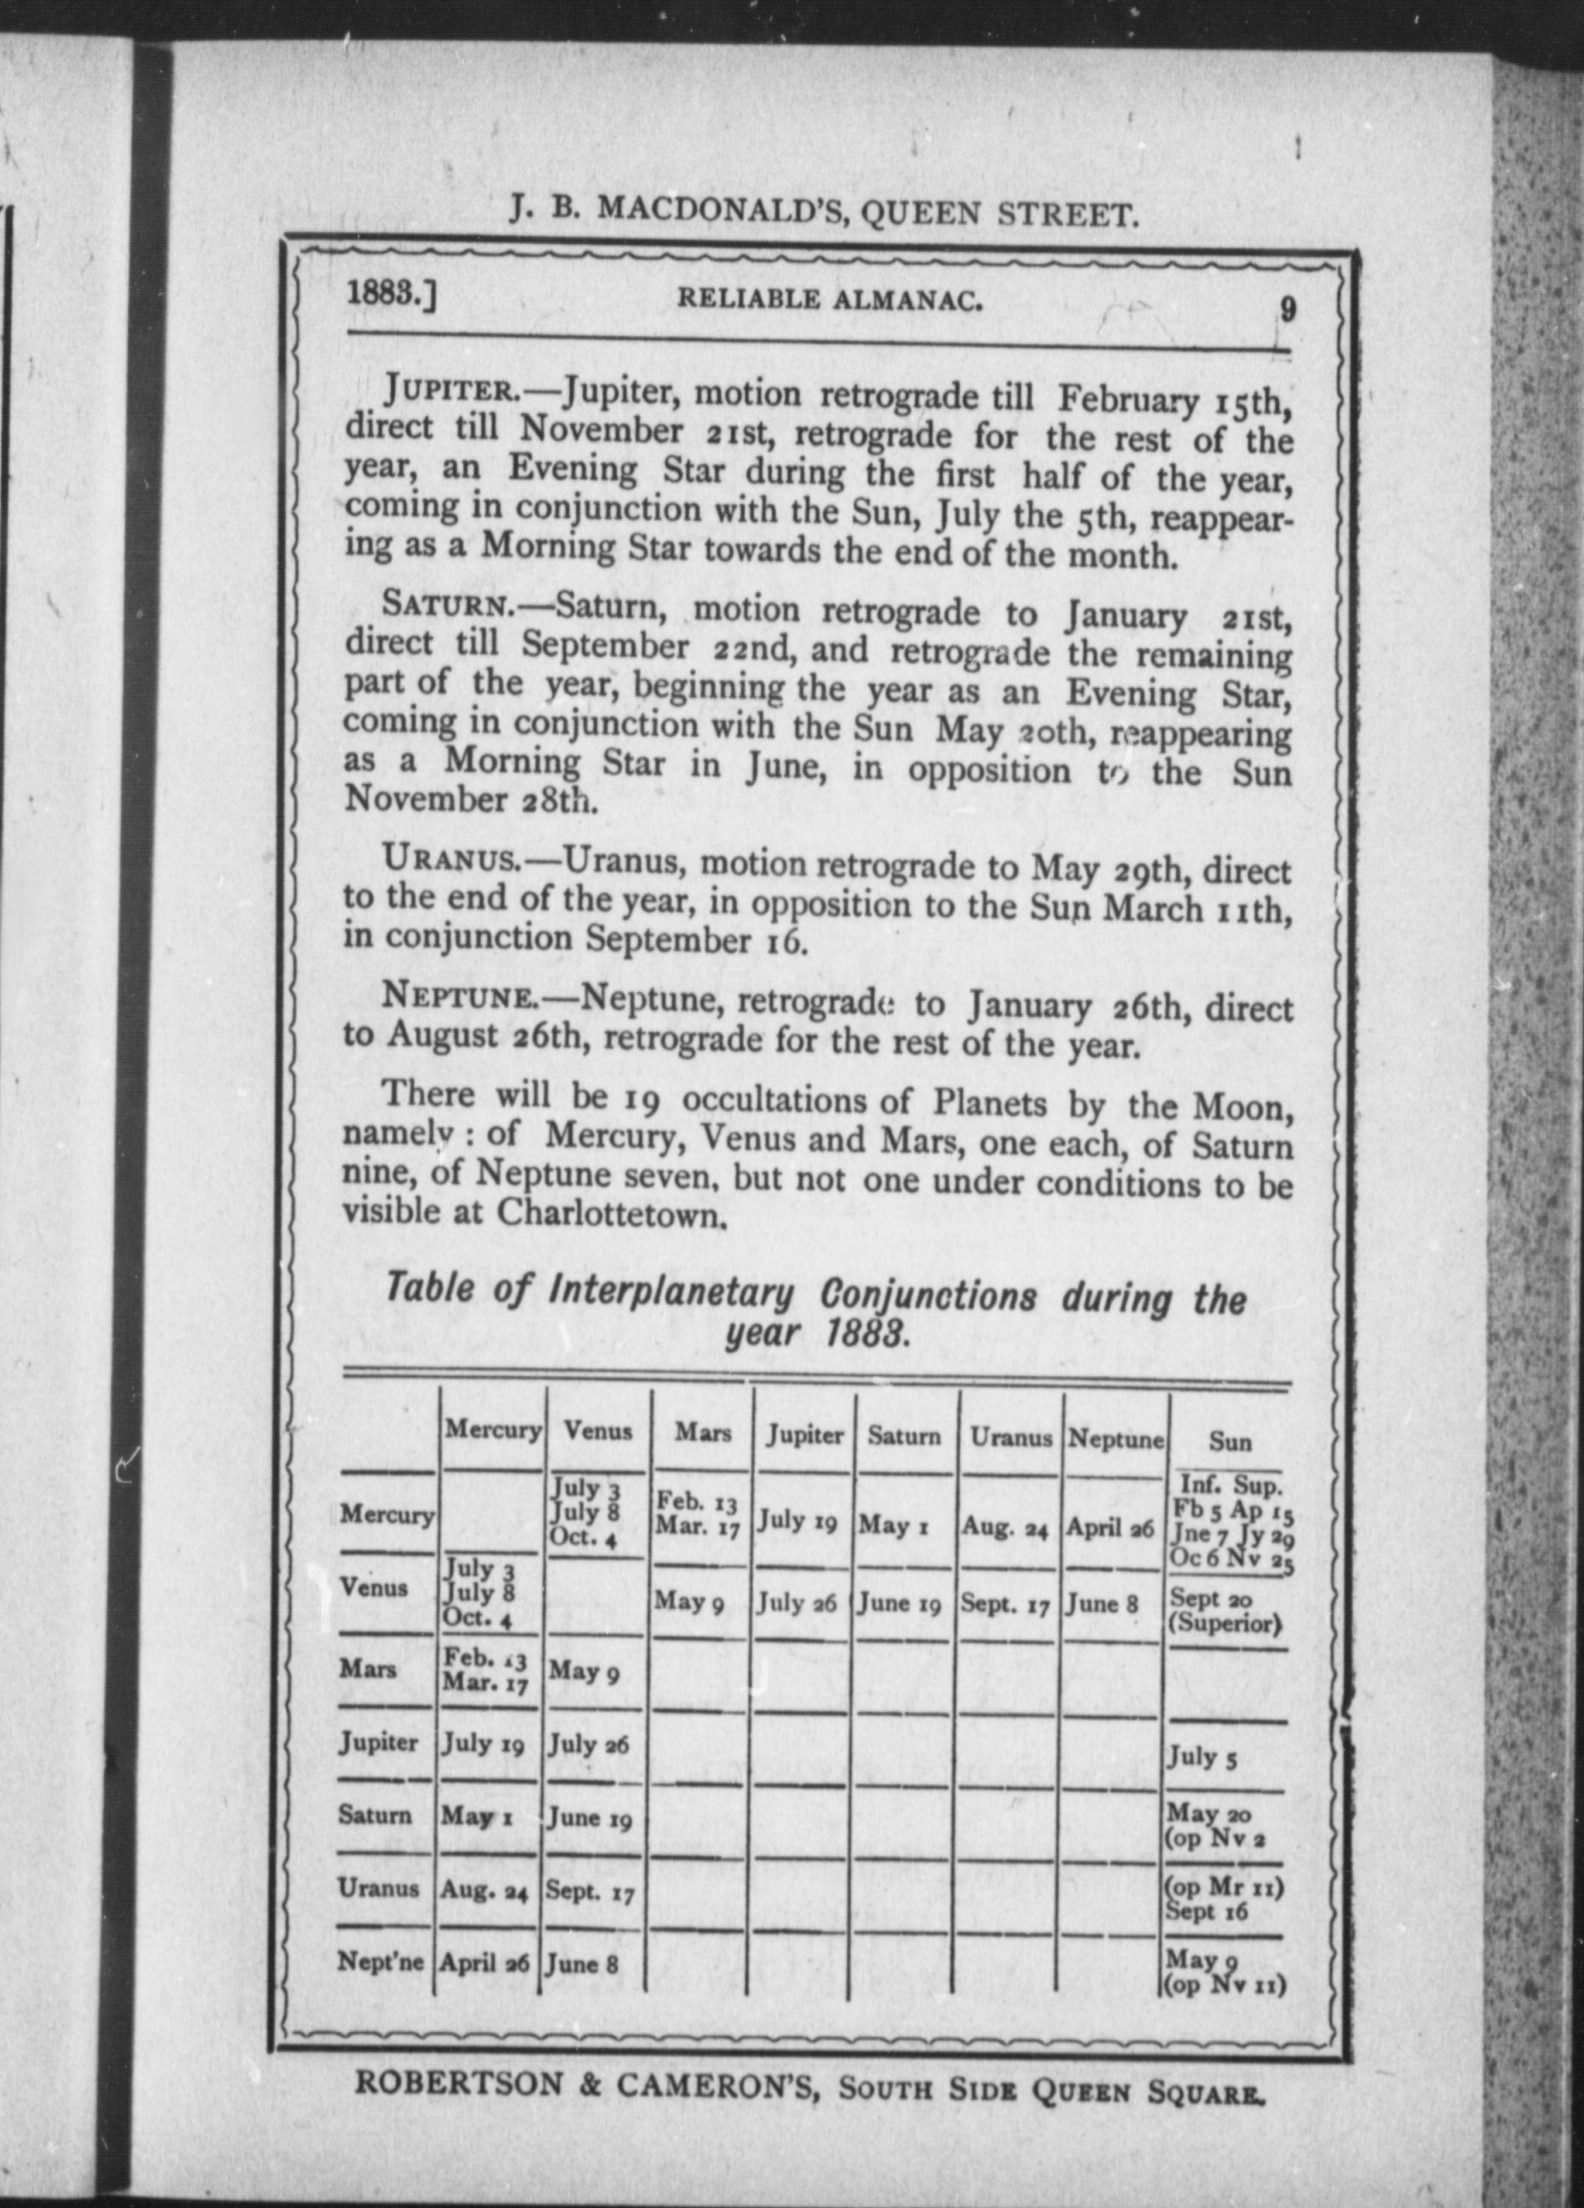 J. B. MACDONALD'S, QUEEN STREET.
1883.] RELIABLE ALMANAC. 9
JUPITER.—Jupiter, motion retrograde till February 15th,
direct till November 21st, retrograde for the rest of the
year, an Evening Star during the first half of the year,
coming in conjunction with the Sun, July the 5th, reappear-
ing as a Morning Star towards the end of the month.
SATURN.—Saturn, motion retrograde to January 21st,
direct till September 22nd, and retrograde the remaining
part of the year, beginning the year as an Evening Star,
coming in conjunction with the Sun May 20th, reappearing
as a Morning Star in June, in opposition to the Sun
November 28th.
URANUS.—Uranus, motion retrograde to May 29th, direct
to the end of the year, in opposition to the Sun March 11th,
in conjunction September 16.
NEPTUNE.—Neptune, retrograde to January 26th, direct
to August 26th, retrograde for the rest of the year.
There will be 19 occultations of Planets by the Moon,
namely : of Mercury, Venus and Mars, one each, of Saturn
nine, of Neptune seven, but not one under conditions to be
visible at Charlottetown.
Table of Interplanetary Conjunctions during the
year 1883.
Mercury Venus Mars Jupiter Saturn Uranus Neptune Sun
Mercury
July 3
July 8
Oct. 4
Feb. 13
Mar. 17
July 19
May 1
Aug. 24
April 26
Inf. Sup.
Fb 5 Ap 15
Jne 7 Jy 29
Oc 6 Nv 25
Venus
July 3
July 8
Oct. 4
May 9
July 26
June 19
Sept. 17
June 8
Sept 20
(Superior)
Mars
Feb. 13
Mar. 17
May 9
Jupiter
July 19
July 26
July 5
Saturn
May 1
June 19
May 20
(op Nv 2
Uranus
Aug. 24
Sept. 17
(op Mr 11)
Sept 16
Nept'ne
April 26
June 8
May 9
(op Nv 11)
ROBERTSON & CAMERON'S, SOUTH SIDE QUEEN SQUARE.